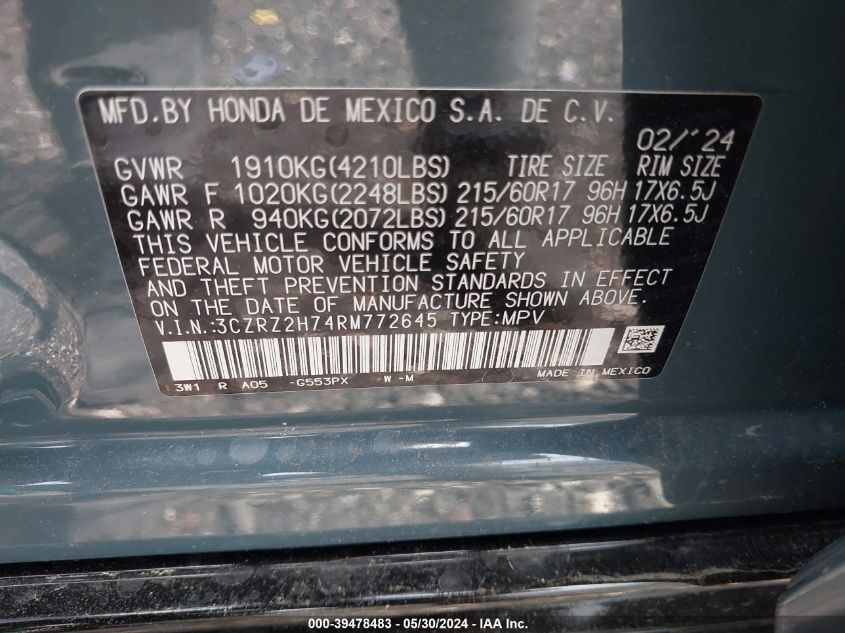 MFD.BY HONDA DE MEXICO S.A. DE C.V.
02/'24
GVWR 1910KG(4210LBS) TIRE SIZE RIM SIZE
GAWR F 1020KG(2248LBS) 215/60R17 96H 17X6.5J
GAWR R 940KG(2072LBS) 215/60R17 96H 17X6.5J
THIS VEHICLE CONFORMS TO ALL APPLICABLE
FEDERAL MOTOR VEHICLE SAFETY
AND THEFT PREVENTION STANDARDS IN EFFECT
ON THE DATE OF MANUFACTURE SHOWN ABOVE.
V.I.N.:3CZRZ2H74RM772645 TYPE:MPV
3W1 R A05 -G553PX -W-M MADE IN MEXICO
000-39478483 - 05/30/2024 - IAA Inc.